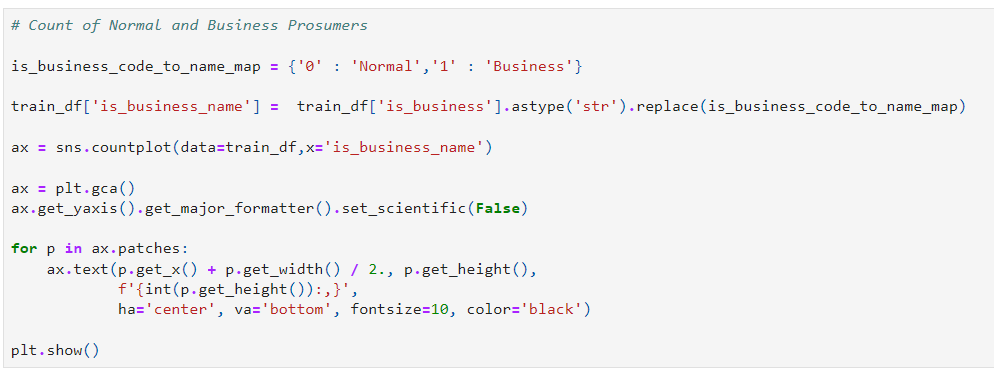 # Count of Normal and Business Prosumers
is_business_code_to_name_map = {'0' : 'Normal','1' : 'Business'}
train_df['is_business_name'] =  train_df['is_business'].astype('str').replace(is_business_code_to_name_map)
ax = sns.countplot(data=train_df,x='is_business_name')
ax = plt.gca()
ax.get_yaxis().get_major_formatter().set_scientific(False)
for p in ax.patches:
    ax.text(p.get_x() + p.get_width() / 2., p.get_height(),
            f'{int(p.get_height()):,}',
            ha='center', va='bottom', fontsize=10, color='black')
plt.show()